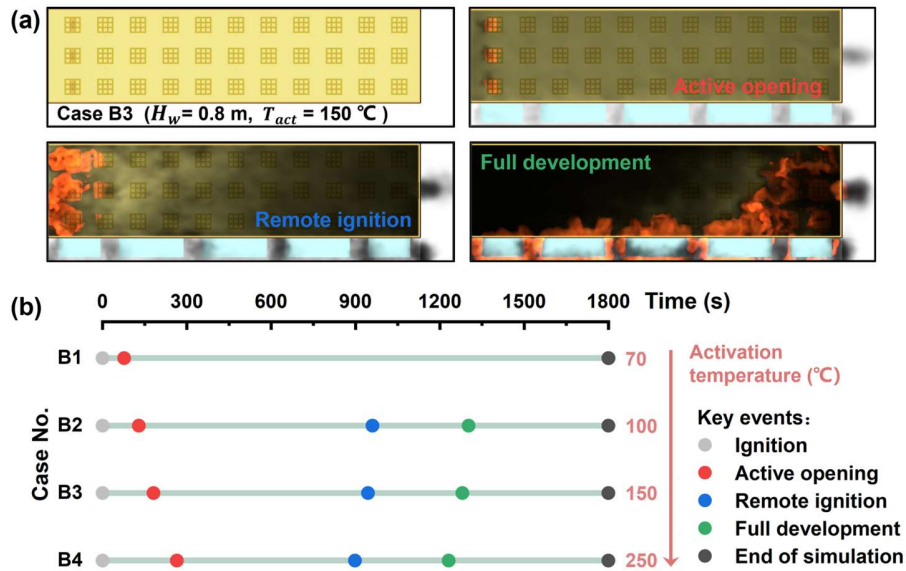 (a)
Case B3 (H_w = 0.8 m, T_act = 150 ℃ )
Active opening
Remote ignition
Full development
(b)
0 300 600 900 1200 1500 1800 Time (s)
Case No.
B1 70
B2 100
B3 150
B4 250
Activation
temperature (℃)
Key events：
Ignition
Active opening
Remote ignition
Full development
End of simulation